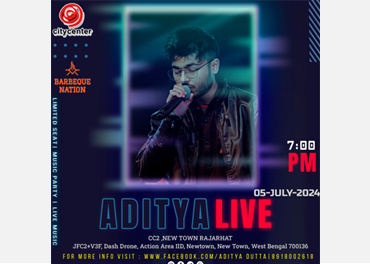 citycenter
BARBEQUE
NATION
LIMITED SEAT! MUSIC PARTY! LIVE MUSIC
7:00
PM
05-JULY-2024
ADITYA LIVE
CC2 ,NEW TOWN RAJARHAT
JFC2+V3F, Dash Drone, Action Area IID, Newtown, New Town, West Bengal 700136
FOR MORE INFO VISIT : WWW.FACEBOOK.COM/ADITYA DUTTA|8918002618